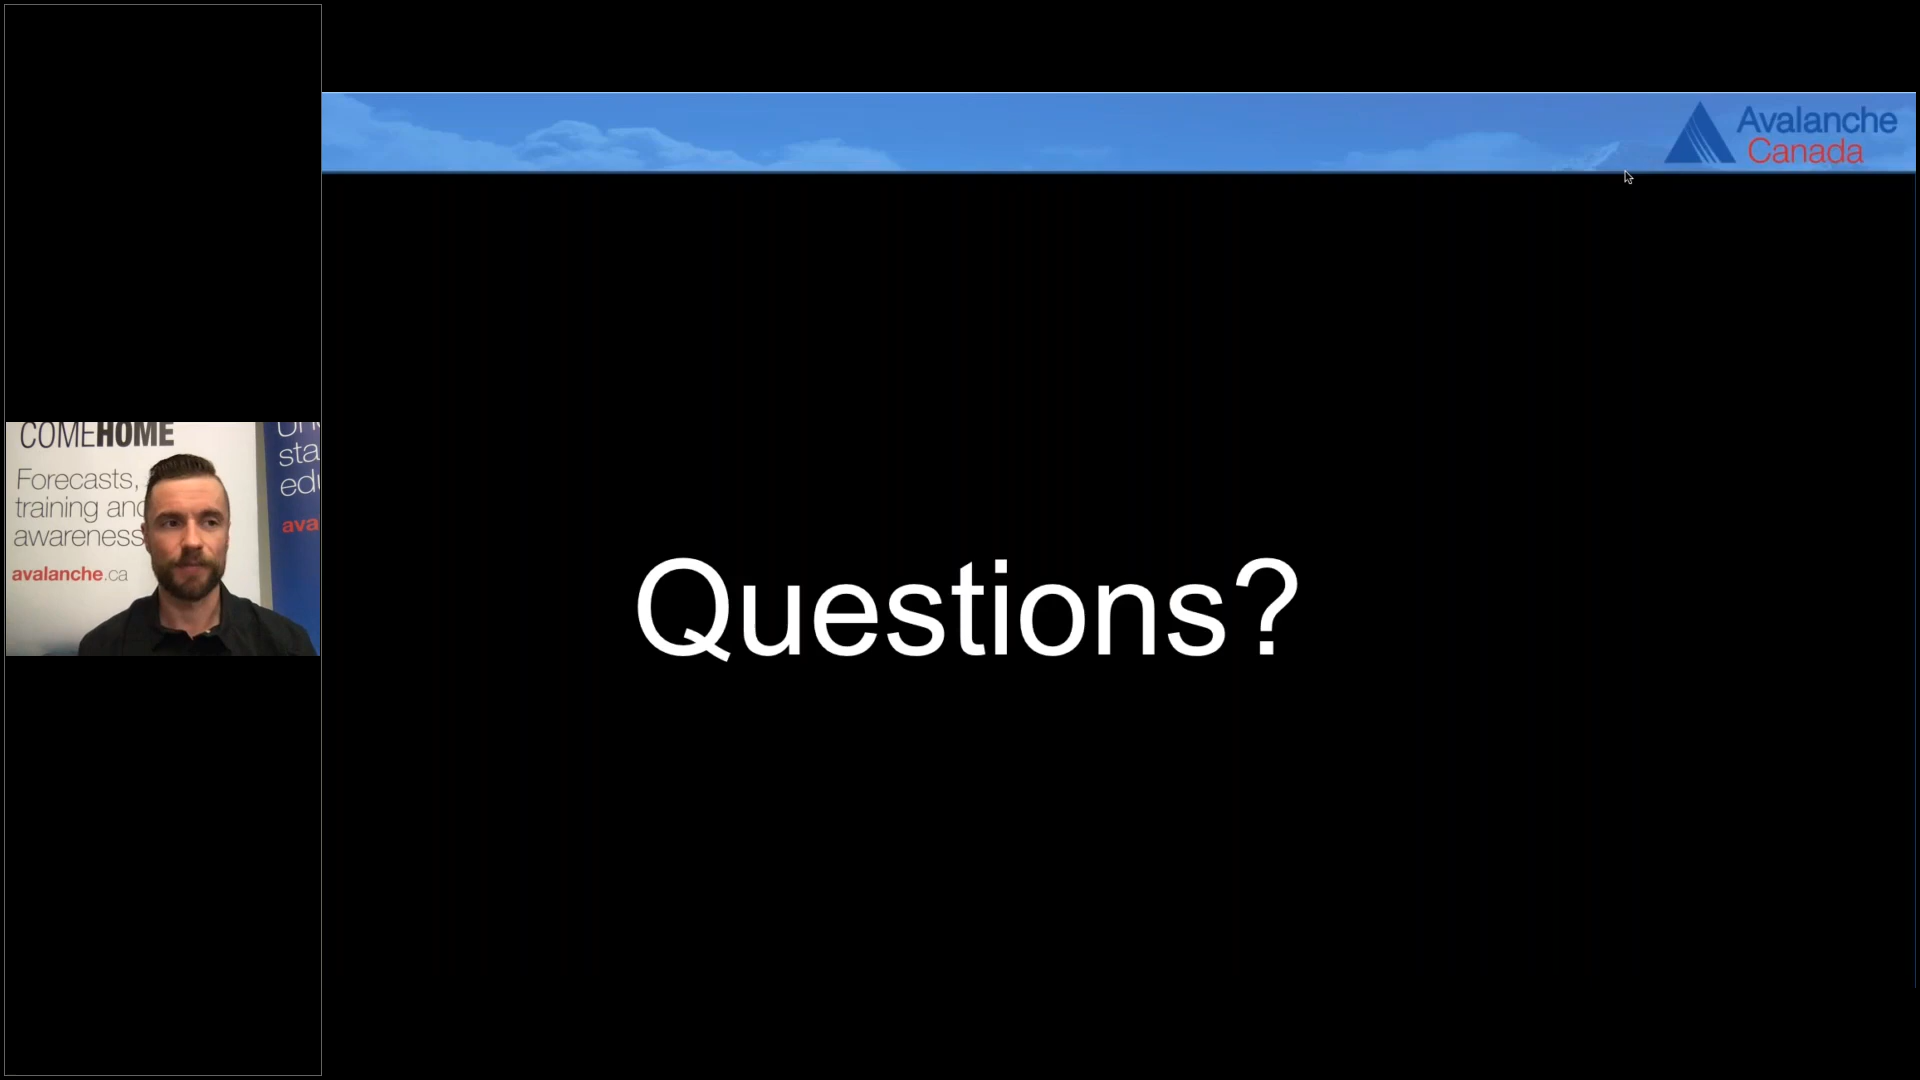 COMEHOME
Forecasts,
training and
awareness
avalanche.ca
sta
edu
ava
Avalanche
Canada
Questions?